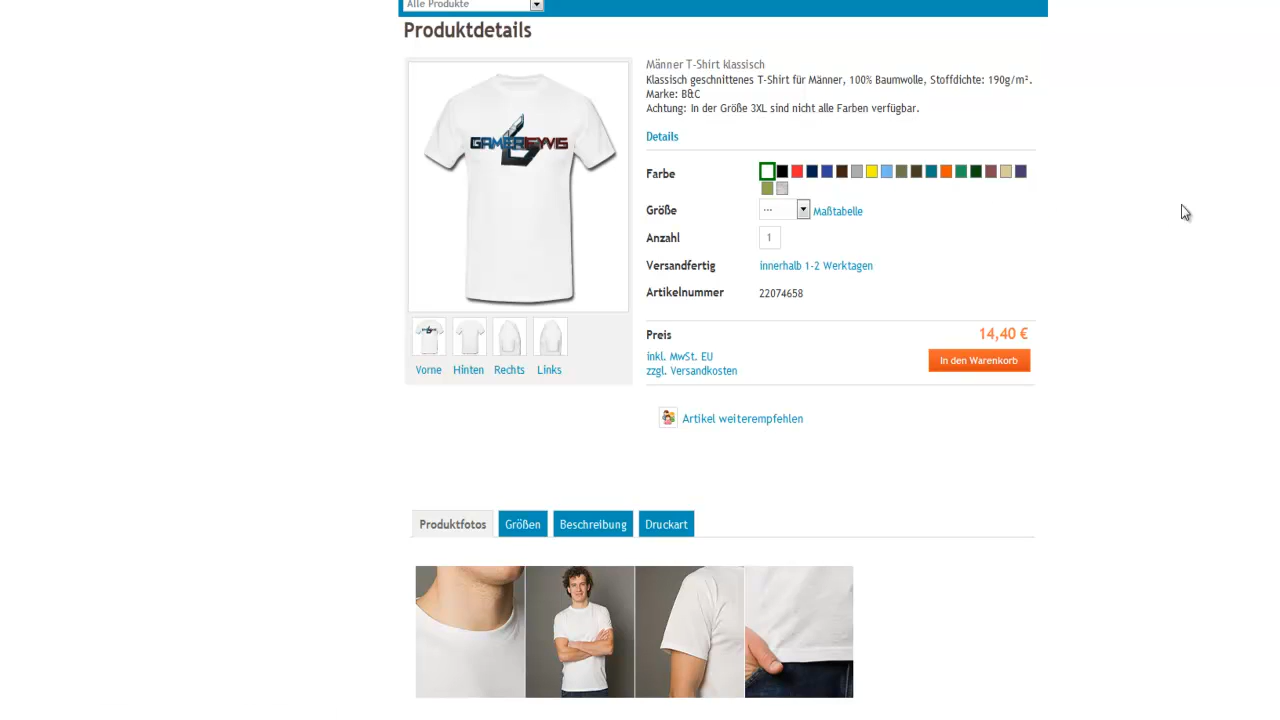 Alle Produkte
Produktdetails
Männer T-Shirt klassisch
Klassisch geschnittenes T-Shirt für Männer, 100% Baumwolle, Stoffdichte: 190g/m².
Marke: B&C
Achtung: In der Größe 3XL sind nicht alle Farben verfügbar.
Details
Farbe
Größe
---
Maßtabelle
Anzahl
1
Versandfertig
innerhalb 1-2 Werktagen
Artikelnummer
22074658
Preis
14,40 €
inkl. MwSt. EU
zzgl. Versandkosten
In den Warenkorb
Vorne
Hinten
Rechts
Links
Artikel weiterempfehlen
Produktfotos
Größen
Beschreibung
Druckart